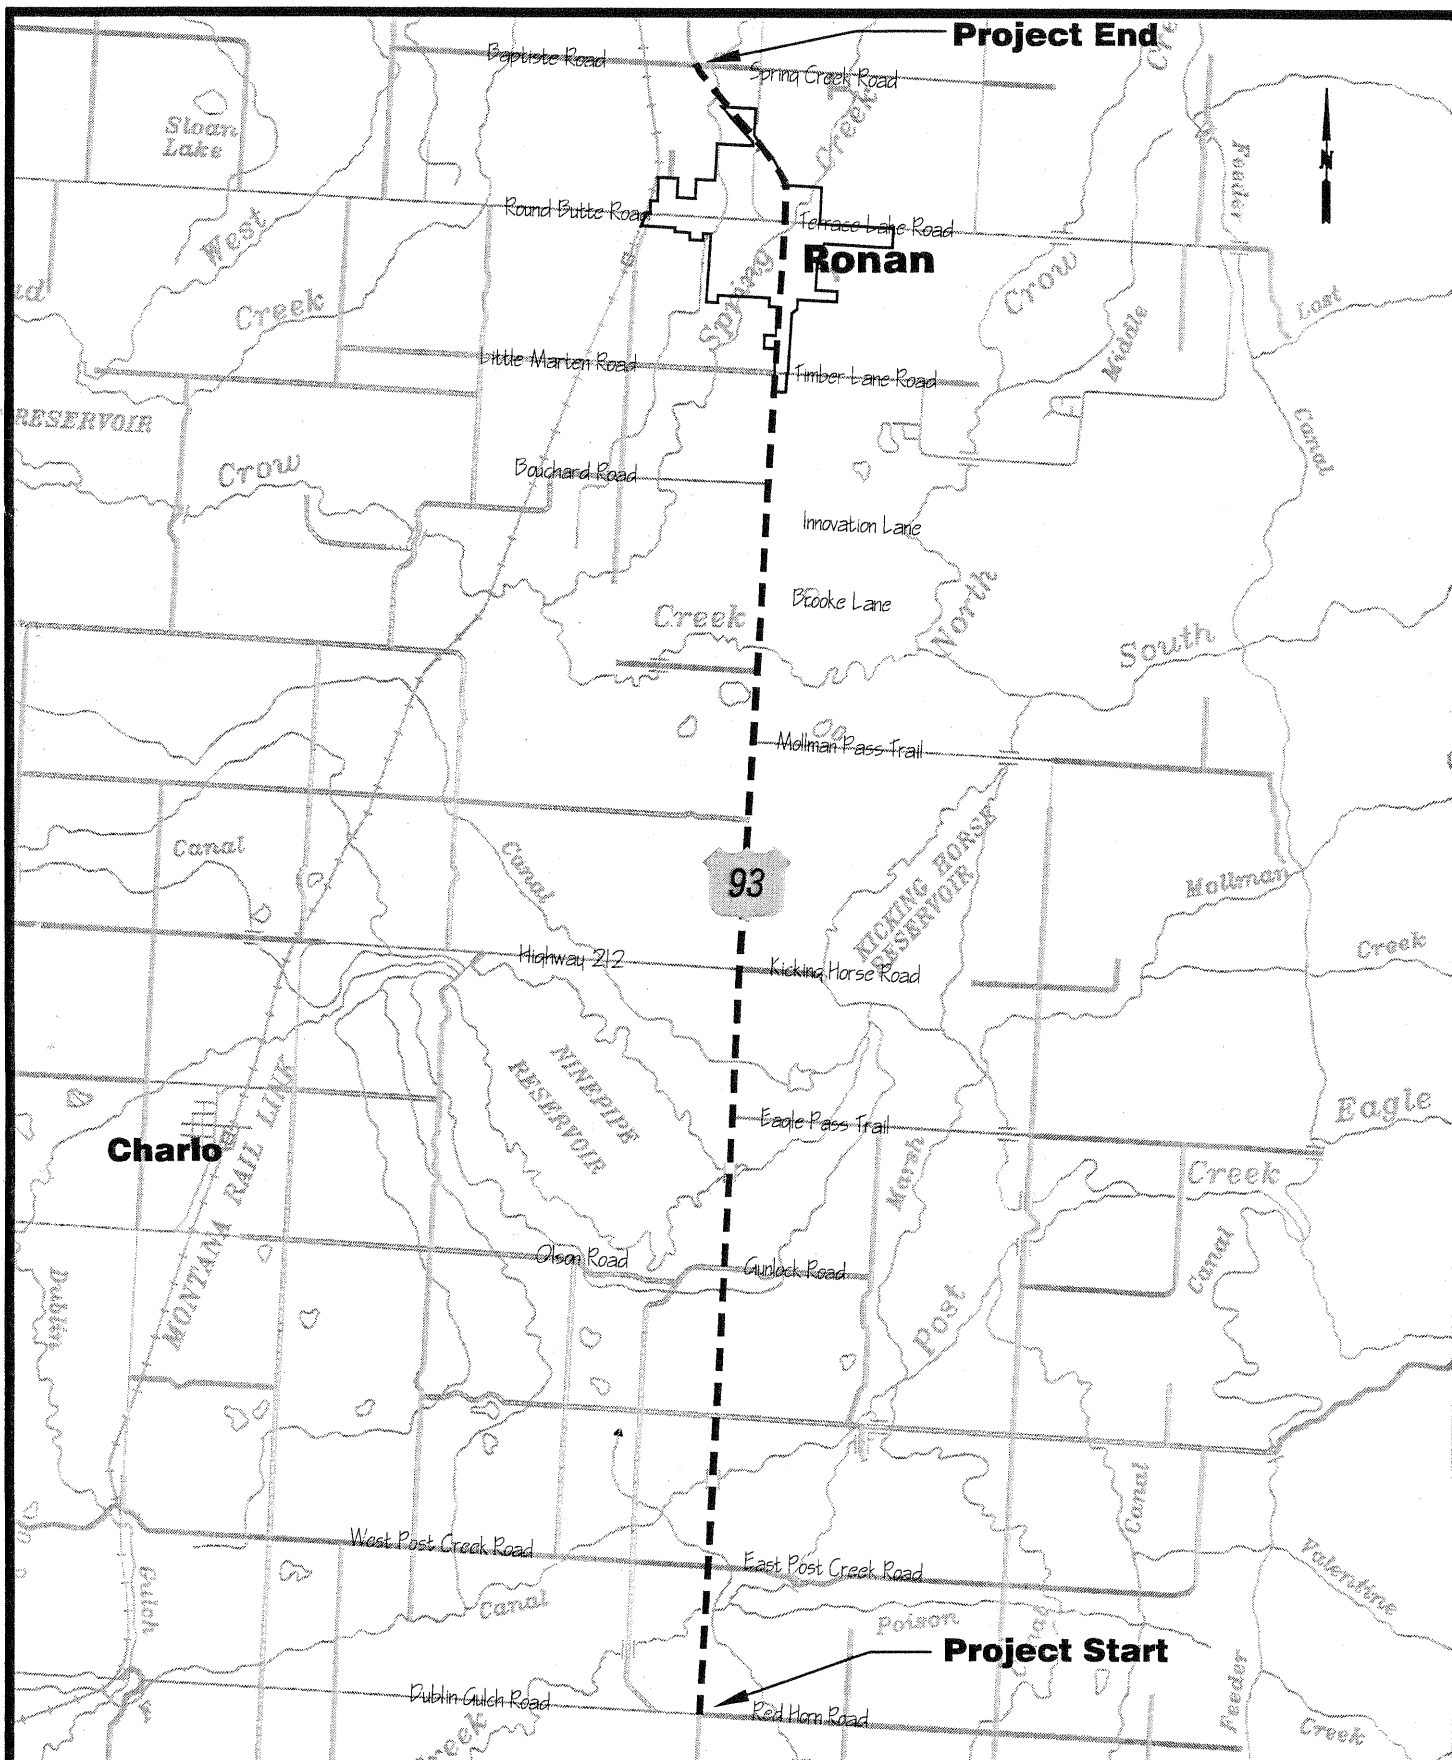 Project End
Baptiste Road
Spring Creek Road
Sloan
Lake
Creek
Feeder
N
West
Round Butte Road
Terrace Lake Road
Ronan
Creek
Spring
Crow
Middle
Lost
Little Marten Road
Timber Lane Road
RESERVOIR
Crow
Bouchard Road
Canal
Innovation Lane
Brooke Lane
Creek
North
South
Mollman Pass Trail
Canal
Canal
93
KICKING HORSE
RESERVOIR
Mollman
Creek
Highway 212
Kicking Horse Road
NINEPIPE
RESERVOIR
Eagle Pass Trail
Eagle
Creek
Charlo
MONTANA RAIL LINK
Marsh
Olson Road
Gunlock Road
Canal
Dublin
Post
Canal
West Post Creek Road
East Post Creek Road
Valentine
Gulch
Canal
Poison
Project Start
Dublin Gulch Road
Red Horn Road
Feeder
Creek